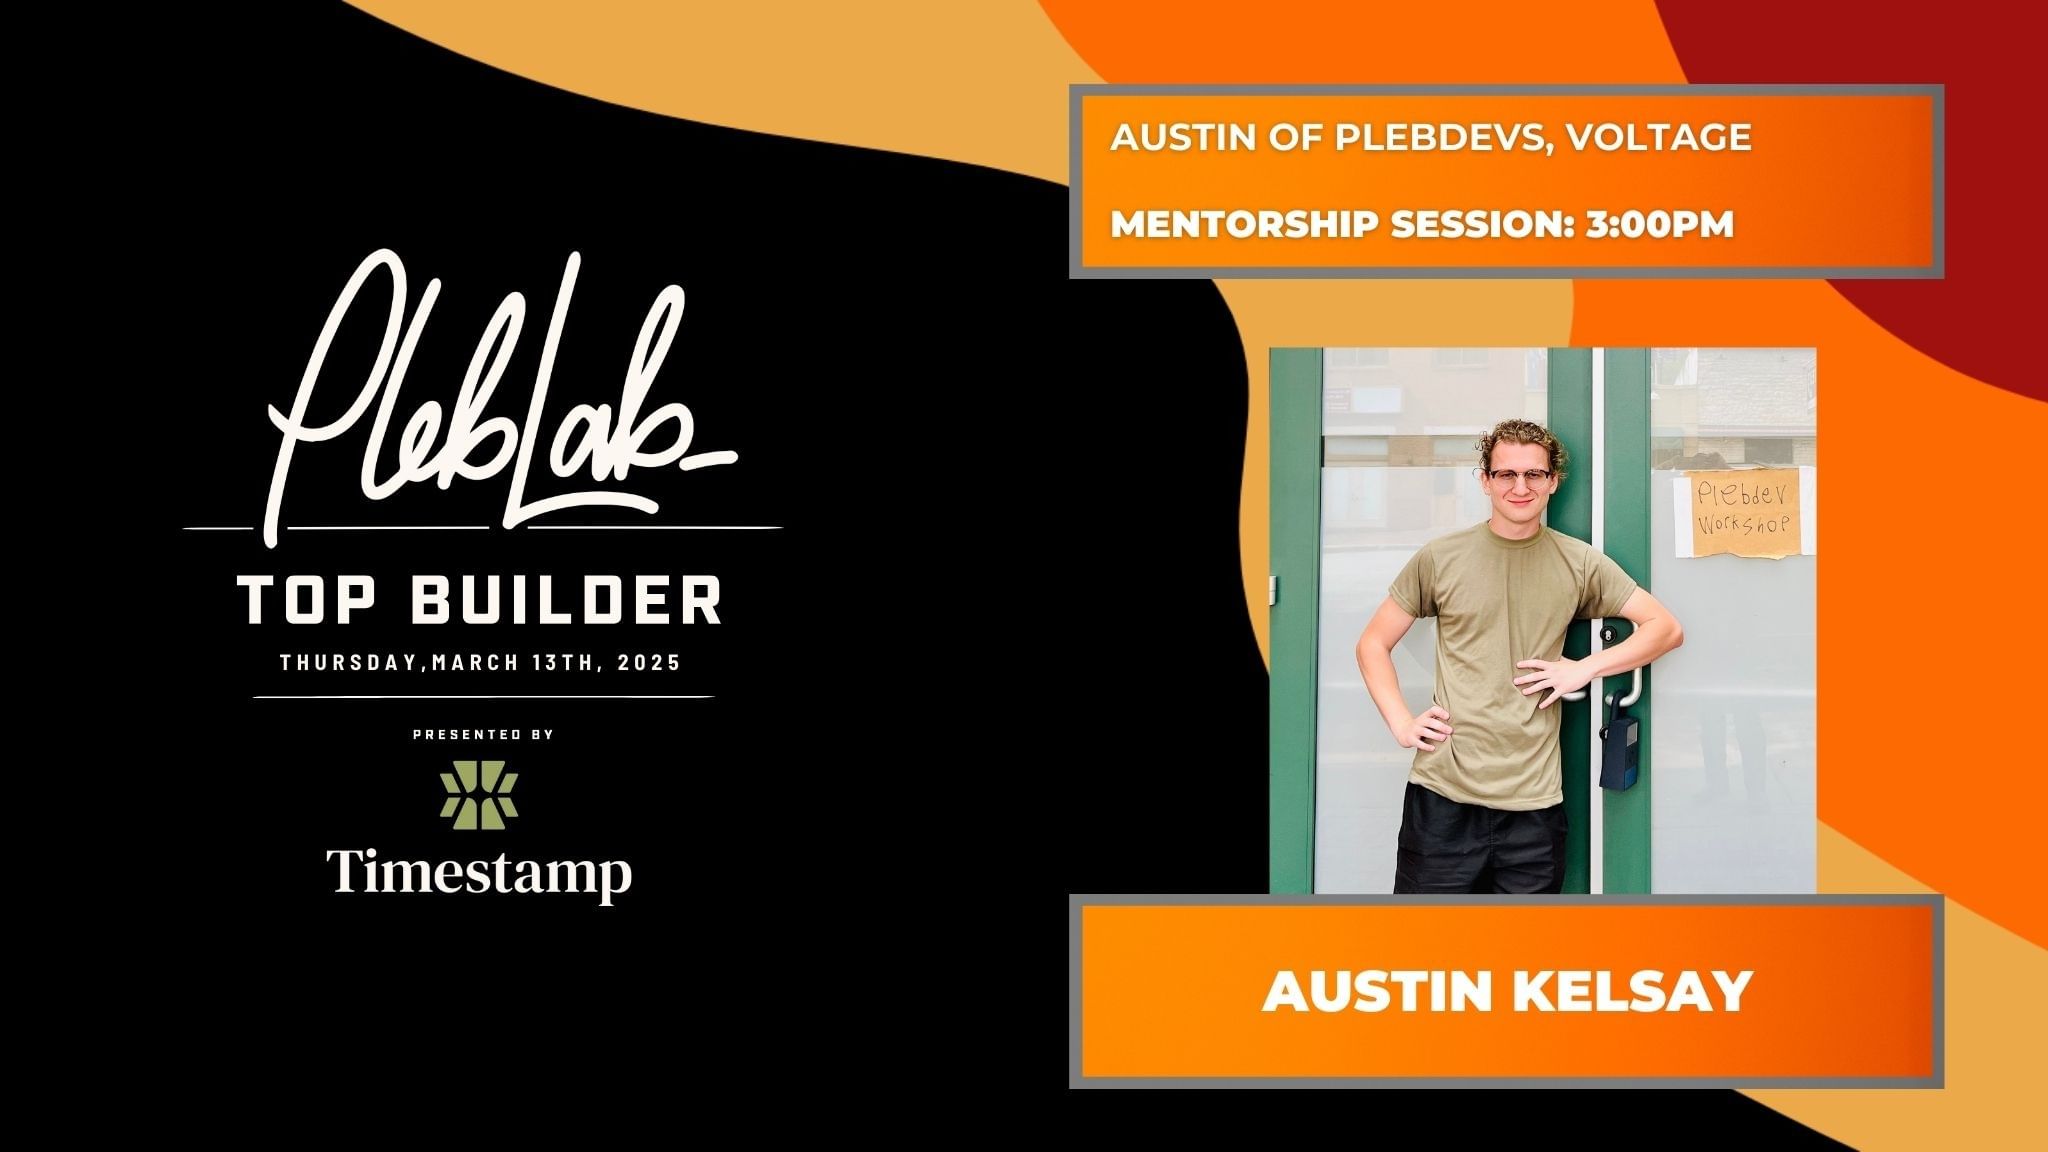 PlebLab
TOP BUILDER
THURSDAY,MARCH 13TH, 2025
PRESENTED BY
Timestamp
AUSTIN OF PLEBDEVS, VOLTAGE
MENTORSHIP SESSION: 3:00PM
Plebdev
Workshop
AUSTIN KELSAY